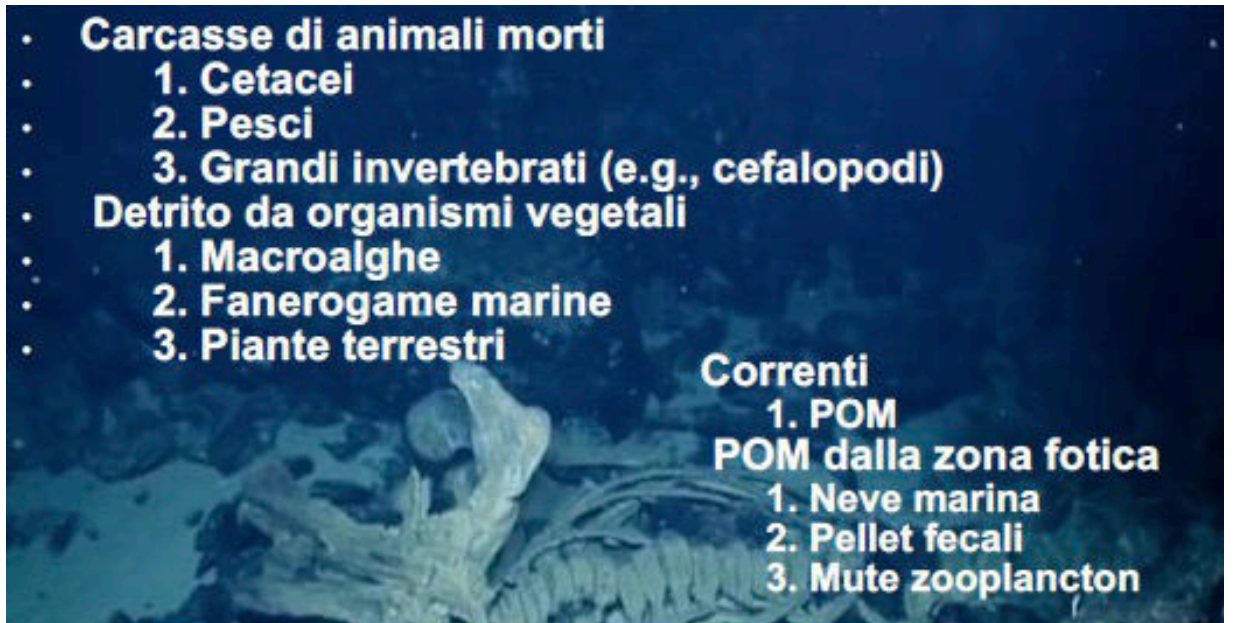 • Carcasse di animali morti
• 1. Cetacei
• 2. Pesci
• 3. Grandi invertebrati (e.g., cefalopodi)
• Detrito da organismi vegetali
• 1. Macroalghe
• 2. Fanerogame marine
• 3. Piante terrestri
Correnti
1. POM
POM dalla zona fotica
1. Neve marina
2. Pellet fecali
3. Mute zooplancton